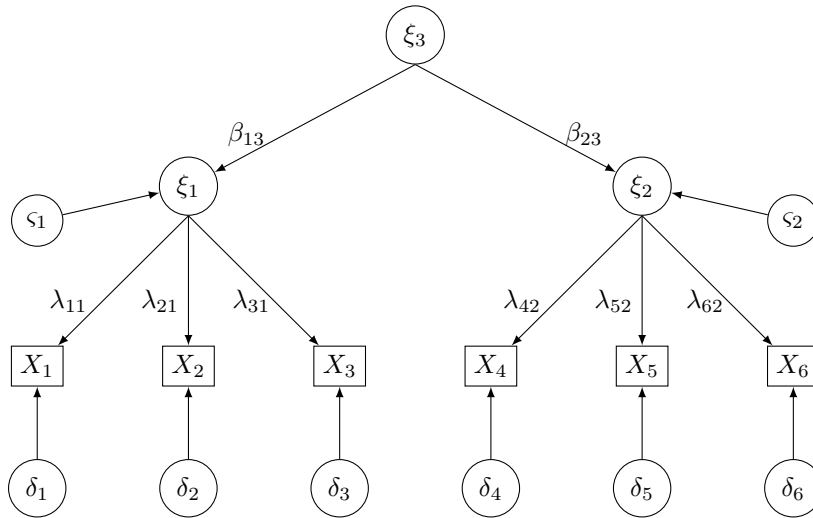 ξ₃
β₁₃ β₂₃
ξ₁ ξ₂
ς₁ ς₂
λ₁₁ λ₂₁ λ₃₁ λ₄₂ λ₅₂ λ₆₂
X₁ X₂ X₃ X₄ X₅ X₆
δ₁ δ₂ δ₃ δ₄ δ₅ δ₆